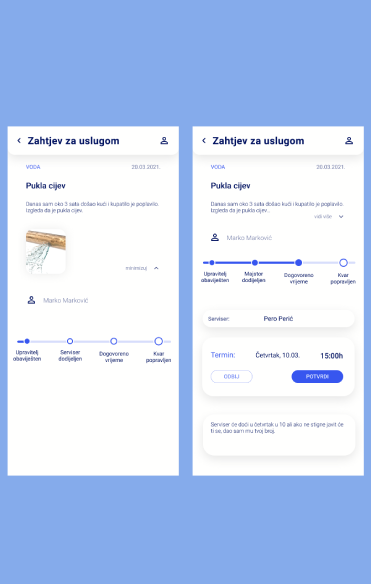 Zahtjev za uslugom
VODA
20.03.2021.
Pukla cijev
Danas sam oko 3 sata došao kući i kupatilo je poplavilo.
Izgleda da je pukla cijev.
minimizuj
Marko Marković
Upravitelj
obaviješten
Serviser
dodijeljen
Dogovoreno
vrijeme
Kvar
popravljen
Zahtjev za uslugom
VODA
20.03.2021.
Pukla cijev
Danas sam oko 3 sata došao kući i kupatilo je poplavilo.
Izgleda da je pukla cijev...
vidi više
Marko Marković
Upravitelj
obaviješten
Majstor
dodijeljen
Dogovoreno
vrijeme
Kvar
popravljen
Serviser:
Pero Perić
Termin:
Četvrtak, 10.03.
15:00h
ODBIJ
POTVRDI
Serviser će doći u četvrtak u 10 ali ako ne stigne javit će
ti se, dao sam mu tvoj broj.